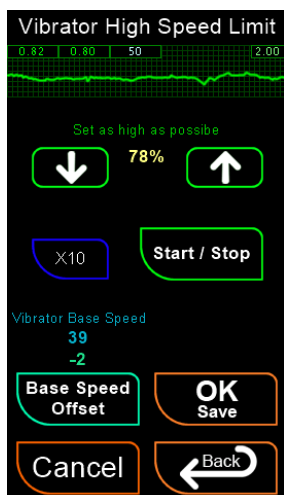 Vibrator High Speed Limit
0.82 0.80 50 2.00
Set as high as possibe
78%
X10
Start / Stop
Vibrator Base Speed
39
-2
Base Speed
Offset
OK
Save
Cancel
Back